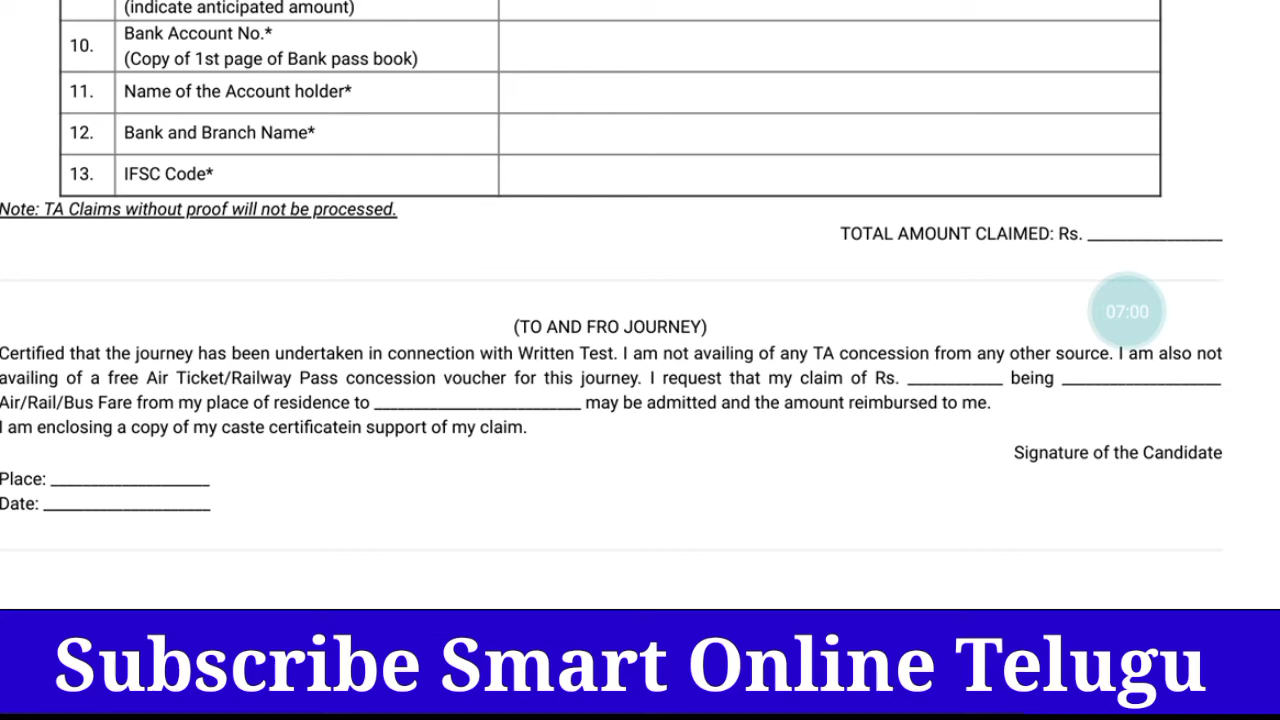 (indicate anticipated amount)
10. Bank Account No.*
(Copy of 1st page of Bank pass book)
11. Name of the Account holder*
12. Bank and Branch Name*
13. IFSC Code*
Note: TA Claims without proof will not be processed.
TOTAL AMOUNT CLAIMED: Rs. ______________
07:00
(TO AND FRO JOURNEY)
Certified that the journey has been undertaken in connection with Written Test. I am not availing of any TA concession from any other source. I am also not
availing of a free Air Ticket/Railway Pass concession voucher for this journey. I request that my claim of Rs. __________ being ________________
Air/Rail/Bus Fare from my place of residence to ______________________ may be admitted and the amount reimbursed to me.
I am enclosing a copy of my caste certificatein support of my claim.
Signature of the Candidate
Place: _________________
Date: __________________
Subscribe Smart Online Telugu